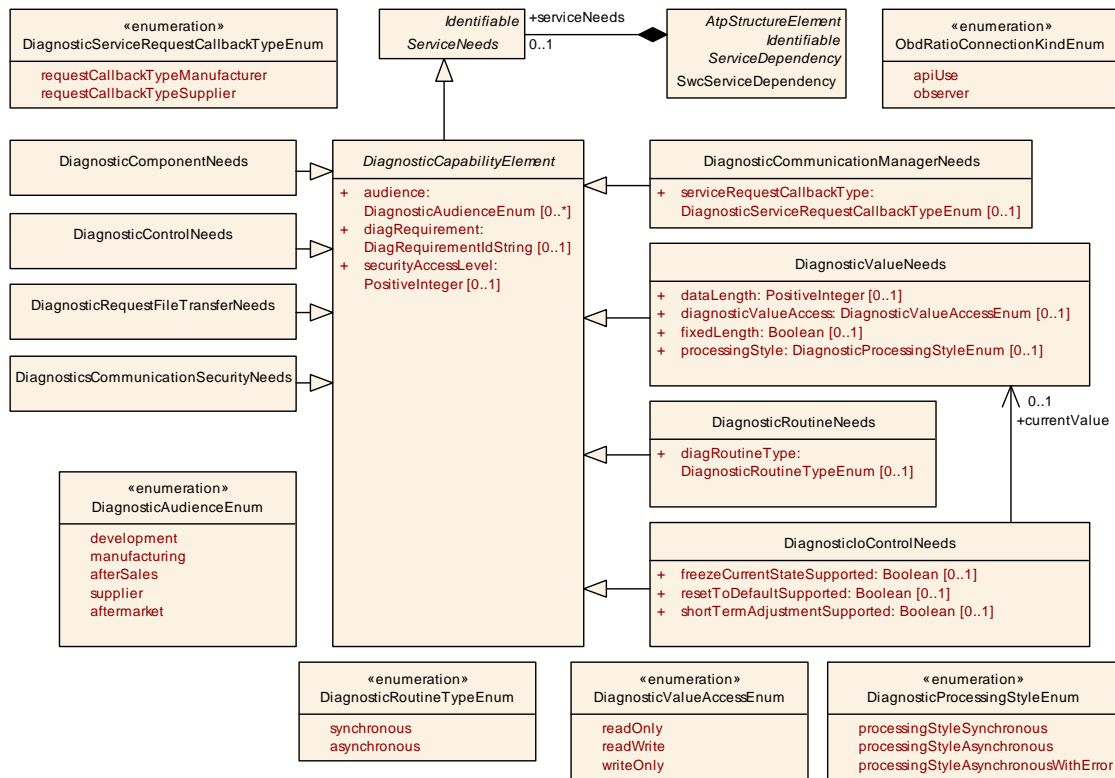 «enumeration»
DiagnosticServiceRequestCallbackTypeEnum
requestCallbackTypeManufacturer
requestCallbackTypeSupplier
Identifiable
ServiceNeeds
+serviceNeeds
0..1
AtpStructureElement
Identifiable
ServiceDependency
SwcServiceDependency
«enumeration»
ObdRatioConnectionKindEnum
apiUse
observer
DiagnosticComponentNeeds
DiagnosticControlNeeds
DiagnosticRequestFileTransferNeeds
DiagnosticsCommunicationSecurityNeeds
DiagnosticCapabilityElement
+ audience:
DiagnosticAudienceEnum [0..*]
+ diagRequirement:
DiagRequirementIdString [0..1]
+ securityAccessLevel:
PositiveInteger [0..1]
DiagnosticCommunicationManagerNeeds
+ serviceRequestCallbackType:
DiagnosticServiceRequestCallbackTypeEnum [0..1]
DiagnosticValueNeeds
+ dataLength: PositiveInteger [0..1]
+ diagnosticValueAccess: DiagnosticValueAccessEnum [0..1]
+ fixedLength: Boolean [0..1]
+ processingStyle: DiagnosticProcessingStyleEnum [0..1]
0..1
+currentValue
DiagnosticRoutineNeeds
+ diagRoutineType:
DiagnosticRoutineTypeEnum [0..1]
DiagnosticIoControlNeeds
+ freezeCurrentStateSupported: Boolean [0..1]
+ resetToDefaultSupported: Boolean [0..1]
+ shortTermAdjustmentSupported: Boolean [0..1]
«enumeration»
DiagnosticAudienceEnum
development
manufacturing
afterSales
supplier
aftermarket
«enumeration»
DiagnosticRoutineTypeEnum
synchronous
asynchronous
«enumeration»
DiagnosticValueAccessEnum
readOnly
readWrite
writeOnly
«enumeration»
DiagnosticProcessingStyleEnum
processingStyleSynchronous
processingStyleAsynchronous
processingStyleAsynchronousWithError